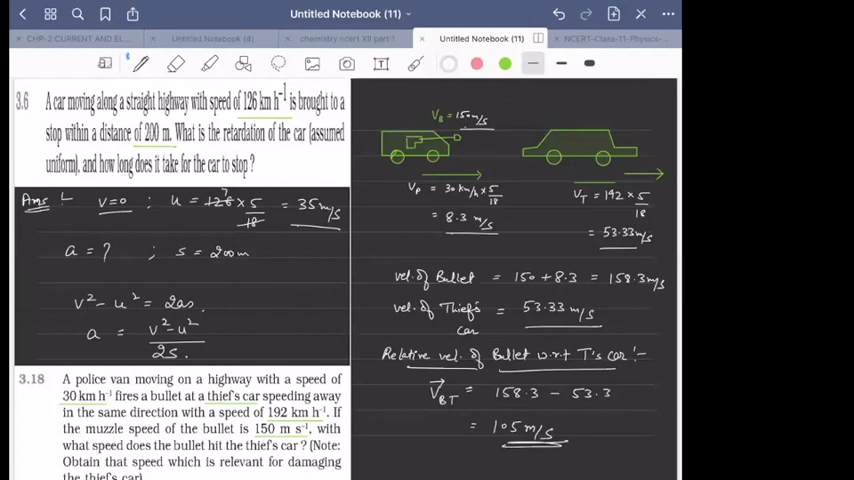 Untitled Notebook (11)
CHP-2 CURRENT AND EL...
Untitled Notebook (4)
chemistry ncert XII part 1
Untitled Notebook (11)
NCERT-Class-11-Physics-
3.6 A car moving along a straight highway with speed of 126 km h⁻¹ is brought to a
stop within a distance of 200 m. What is the retardation of the car (assumed
uniform), and how long does it take for the car to stop ?
Ans :- v=0 ; u = 126 × 5/18 = 35 m/s
7
a = ? ; s = 200m
v² - u² = 2as.
a = v² - u² / 2s.
3.18 A police van moving on a highway with a speed of
30 km h⁻¹ fires a bullet at a thief's car speeding away
in the same direction with a speed of 192 km h⁻¹. If
the muzzle speed of the bullet is 150 m s⁻¹, with
what speed does the bullet hit the thief's car ? (Note:
Obtain that speed which is relevant for damaging
the thief's car).
V_B = 150m/s
V_P = 30 km/h × 5/18
= 8.3 m/s
V_T = 192 × 5/18
= 53.33 m/s
vel. of Bullet = 150 + 8.3 = 158.3 m/s
vel. of Thief's car = 53.33 m/s
Relative vel. of Bullet w.r.t T's car :-
V_BT = 158.3 - 53.3
= 105 m/s